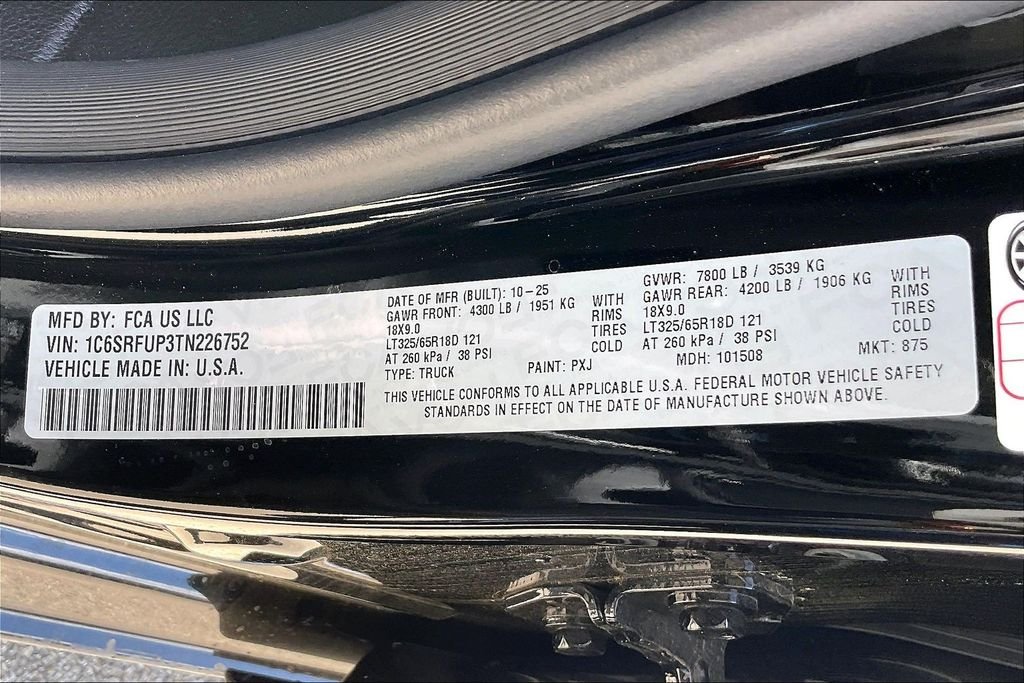 MFD BY: FCA US LLC
VIN: 1C6SRFUP3TN226752
VEHICLE MADE IN: U.S.A.
DATE OF MFR (BUILT): 10-25
GAWR FRONT: 4300 LB / 1951 KG WITH
18X9.0 RIMS
LT325/65R18D 121 TIRES
AT 260 kPa / 38 PSI COLD
TYPE: TRUCK PAINT: PXJ
GVWR: 7800 LB / 3539 KG
GAWR REAR: 4200 LB / 1906 KG WITH
18X9.0 RIMS
LT325/65R18D 121 TIRES
AT 260 kPa / 38 PSI COLD
MDH: 101508 MKT: 875
THIS VEHICLE CONFORMS TO ALL APPLICABLE U.S.A. FEDERAL MOTOR VEHICLE SAFETY
STANDARDS IN EFFECT ON THE DATE OF MANUFACTURE SHOWN ABOVE.